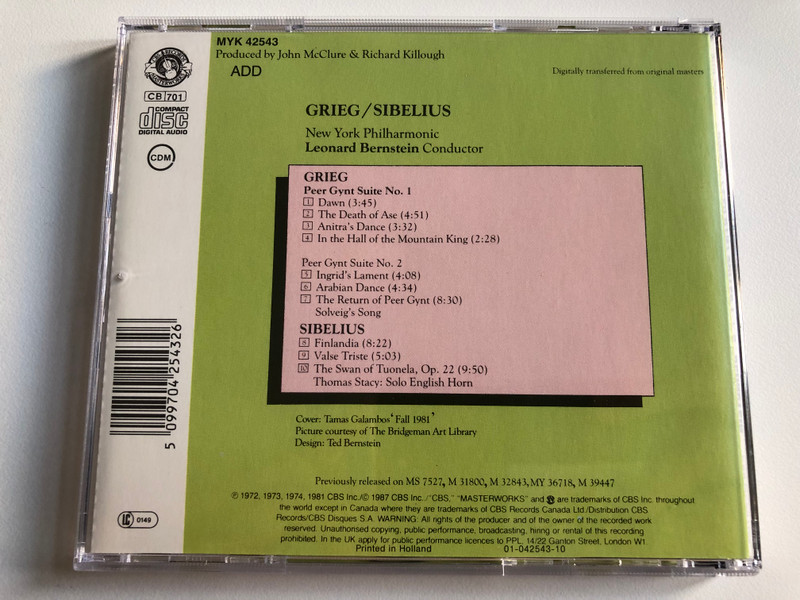 MYK 42543
Produced by John McClure & Richard Killough
ADD
Digitally transferred from original masters
CBS RECORDS
MASTERWORKS
CB 701
COMPACT
disc
DIGITAL AUDIO
CDM
GRIEG/SIBELIUS
New York Philharmonic
Leonard Bernstein Conductor
GRIEG
Peer Gynt Suite No. 1
1 Dawn (3:45)
2 The Death of Ase (4:51)
3 Anitra's Dance (3:32)
4 In the Hall of the Mountain King (2:28)
Peer Gynt Suite No. 2
5 Ingrid's Lament (4:08)
6 Arabian Dance (4:34)
7 The Return of Peer Gynt (8:30)
Solveig's Song
SIBELIUS
8 Finlandia (8:22)
9 Valse Triste (5:03)
10 The Swan of Tuonela, Op. 22 (9:50)
Thomas Stacy: Solo English Horn
5 099704 254326
Cover: Tamas Galambos 'Fall 1981'
Picture courtesy of The Bridgeman Art Library
Design: Ted Bernstein
Previously released on MS 7527, M 31800, M 32843, MY 36718, M 39447
℗ 1972, 1973, 1974, 1981 CBS Inc./© 1987 CBS Inc./"CBS," "MASTERWORKS" and are trademarks of CBS Inc. throughout
the world except in Canada where they are trademarks of CBS Records Canada Ltd./Distribution CBS
Records/CBS Disques S.A. WARNING: All rights of the producer and of the owner of the recorded work
reserved. Unauthorised copying, public performance, broadcasting, hiring or rental of this recording
prohibited. In the UK apply for public performance licences to PPL, 14/22 Ganton Street, London W1.
Printed in Holland 01-042543-10
LC 0149